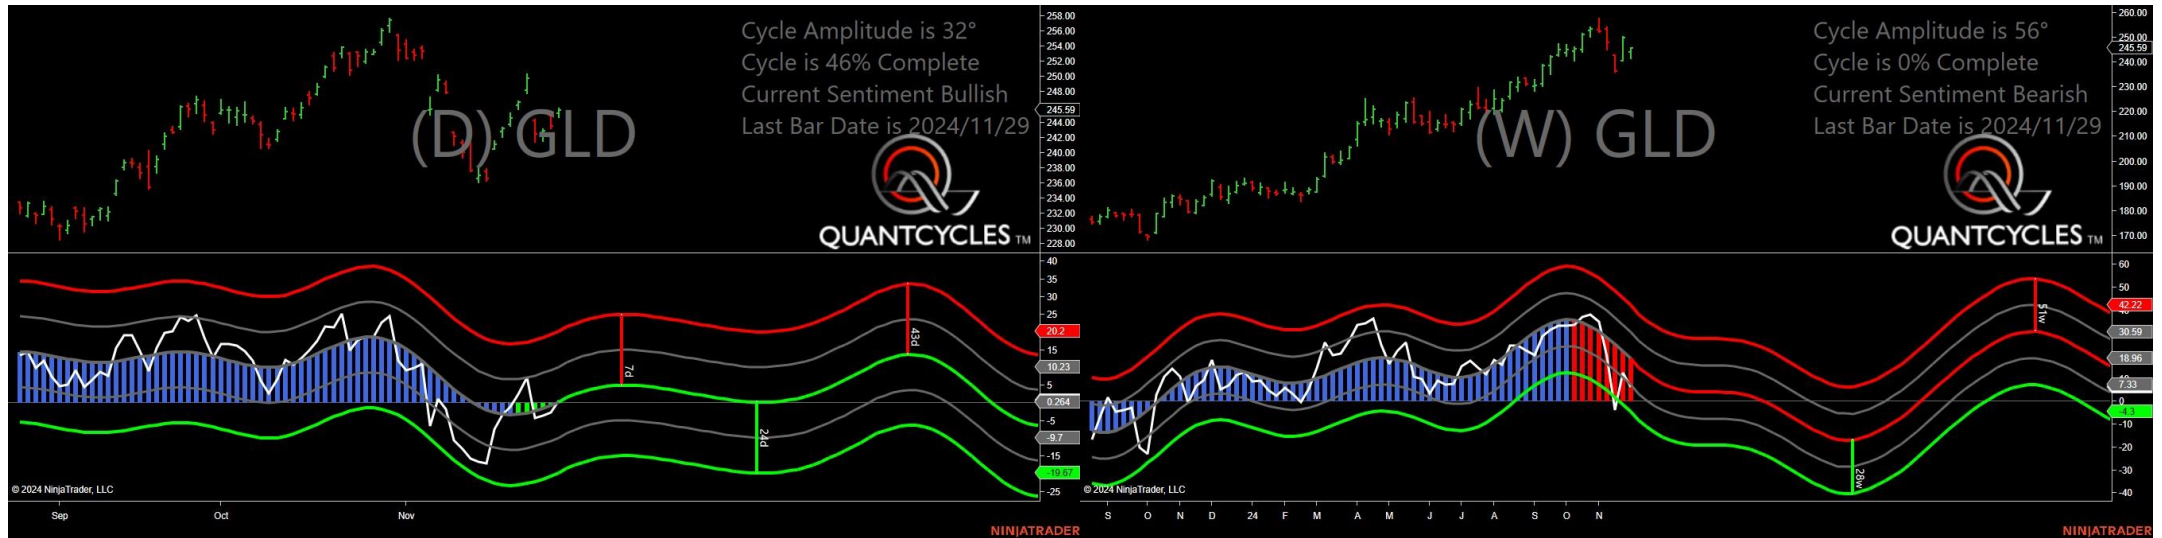 Cycle Amplitude is 32°
Cycle is 46% Complete
Current Sentiment Bullish
Last Bar Date is 2024/11/29
(D) GLD
QUANTCYCLES TM
258.00
256.00
254.00
252.00
250.00
248.00
245.59
244.00
242.00
240.00
238.00
236.00
234.00
232.00
230.00
228.00
40
35
30
25
20.2
15
10.23
5
0.264
-5
-9.7
-15
-19.67
-25
7d
24d
43d
© 2024 NinjaTrader, LLC
Sep Oct Nov
NINJATRADER
Cycle Amplitude is 56°
Cycle is 0% Complete
Current Sentiment Bearish
Last Bar Date is 2024/11/29
(W) GLD
QUANTCYCLES TM
260.00
250.00
245.59
240.00
230.00
220.00
210.00
200.00
190.00
180.00
170.00
60
50
42.22
30.59
18.96
7.33
0
-4.3
-10
-20
-30
-40
28w
51w
© 2024 NinjaTrader, LLC
S O N D 24 F M A M J J A S O N
NINJATRADER